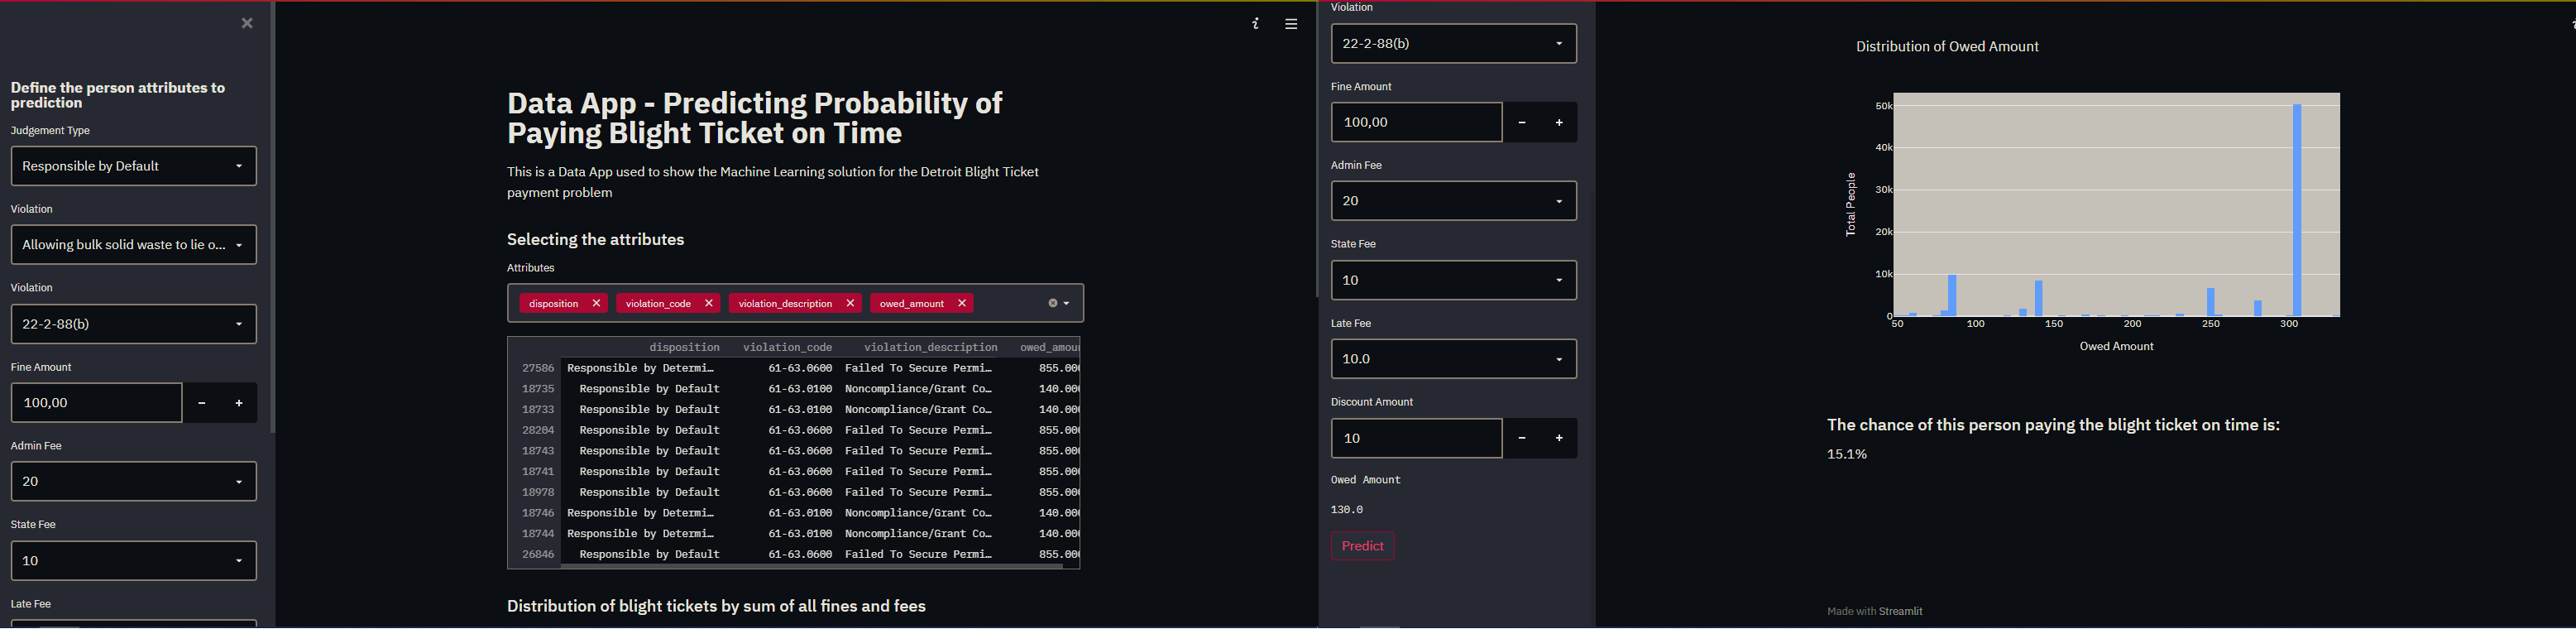 Define the person attributes to
prediction
Judgement Type
Responsible by Default
Violation
Allowing bulk solid waste to lie o...
Violation
22-2-88(b)
Fine Amount
100,00
− +
Admin Fee
20
State Fee
10
Late Fee
Data App - Predicting Probability of
Paying Blight Ticket on Time
This is a Data App used to show the Machine Learning solution for the Detroit Blight Ticket
payment problem
Selecting the attributes
Attributes
disposition violation_code violation_description owed_amount
disposition violation_code violation_description owed_amou
27586 Responsible by Determi… 61-63.0600 Failed To Secure Permi… 855.00
18735 Responsible by Default 61-63.0100 Noncompliance/Grant Co… 140.00
18733 Responsible by Default 61-63.0100 Noncompliance/Grant Co… 140.00
28204 Responsible by Default 61-63.0600 Failed To Secure Permi… 855.00
18743 Responsible by Default 61-63.0600 Failed To Secure Permi… 855.00
18741 Responsible by Default 61-63.0600 Failed To Secure Permi… 855.00
18978 Responsible by Default 61-63.0600 Failed To Secure Permi… 855.00
18746 Responsible by Determi… 61-63.0100 Noncompliance/Grant Co… 140.00
18744 Responsible by Determi… 61-63.0100 Noncompliance/Grant Co… 140.00
26846 Responsible by Default 61-63.0600 Failed To Secure Permi… 855.00
Distribution of blight tickets by sum of all fines and fees
Violation
22-2-88(b)
Fine Amount
100,00
− +
Admin Fee
20
State Fee
10
Late Fee
10.0
Discount Amount
10
− +
Owed Amount
130.0
Predict
Distribution of Owed Amount
50k
40k
30k
20k
10k
0
Total People
50 100 150 200 250 300
Owed Amount
The chance of this person paying the blight ticket on time is:
15.1%
Made with Streamlit